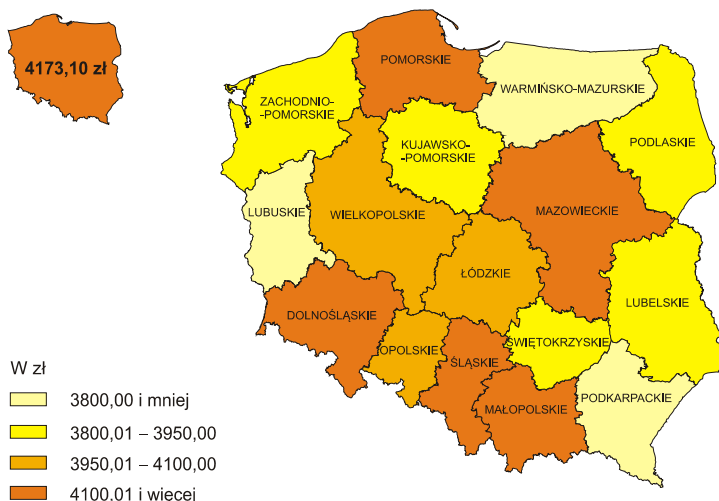 4173,10 zł
POMORSKIE
WARMIŃSKO-MAZURSKIE
ZACHODNIO-
-POMORSKIE
KUJAWSKO-
-POMORSKIE
PODLASKIE
LUBUSKIE
WIELKOPOLSKIE
MAZOWIECKIE
ŁÓDZKIE
LUBELSKIE
DOLNOŚLĄSKIE
OPOLSKIE
ŚLĄSKIE
ŚWIĘTOKRZYSKIE
MAŁOPOLSKIE
PODKARPACKIE
W zł
3800,00 i mniej
3800,01 – 3950,00
3950,01 – 4100,00
4100,01 i więcej